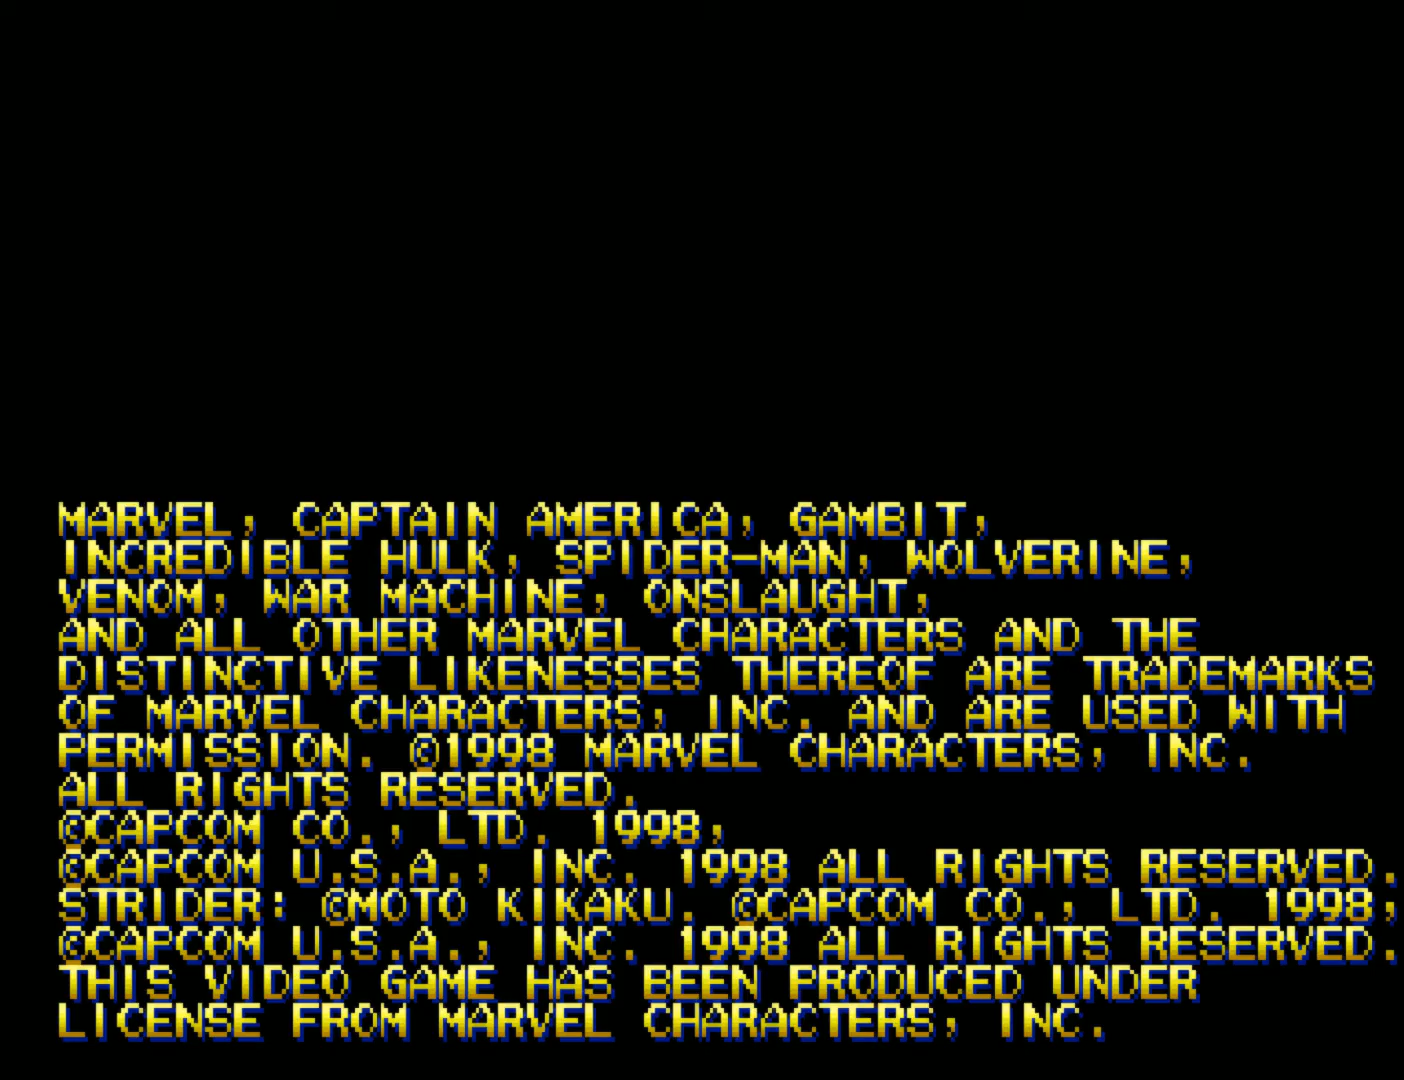 MARVEL, CAPTAIN AMERICA, GAMBIT,
INCREDIBLE HULK, SPIDER-MAN, WOLVERINE,
VENOM, WAR MACHINE, ONSLAUGHT,
AND ALL OTHER MARVEL CHARACTERS AND THE
DISTINCTIVE LIKENESSES THEREOF ARE TRADEMARKS
OF MARVEL CHARACTERS, INC. AND ARE USED WITH
PERMISSION. ©1998 MARVEL CHARACTERS, INC.
ALL RIGHTS RESERVED.
©CAPCOM CO., LTD. 1998,
©CAPCOM U.S.A., INC. 1998 ALL RIGHTS RESERVED.
STRIDER: ©MOTO KIKAKU. ©CAPCOM CO., LTD. 1998,
©CAPCOM U.S.A., INC. 1998 ALL RIGHTS RESERVED.
THIS VIDEO GAME HAS BEEN PRODUCED UNDER
LICENSE FROM MARVEL CHARACTERS, INC.